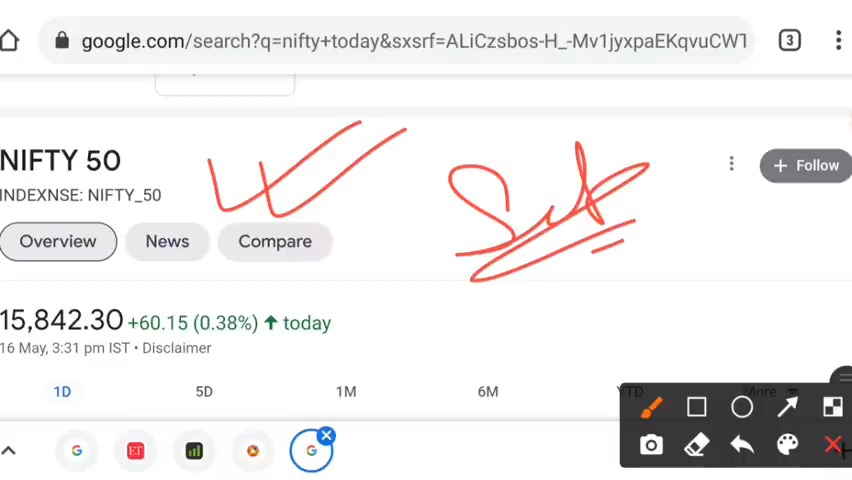 google.com/search?q=nifty+today&sxsrf=ALiCzsbos-H_-Mv1jyxpaEKqvuCW1
3
NIFTY 50
INDEXNSE: NIFTY_50
+ Follow
Overview
News
Compare
15,842.30 +60.15 (0.38%) ↑ today
16 May, 3:31 pm IST • Disclaimer
1D
5D
1M
6M
YTD
More
G
ET
G